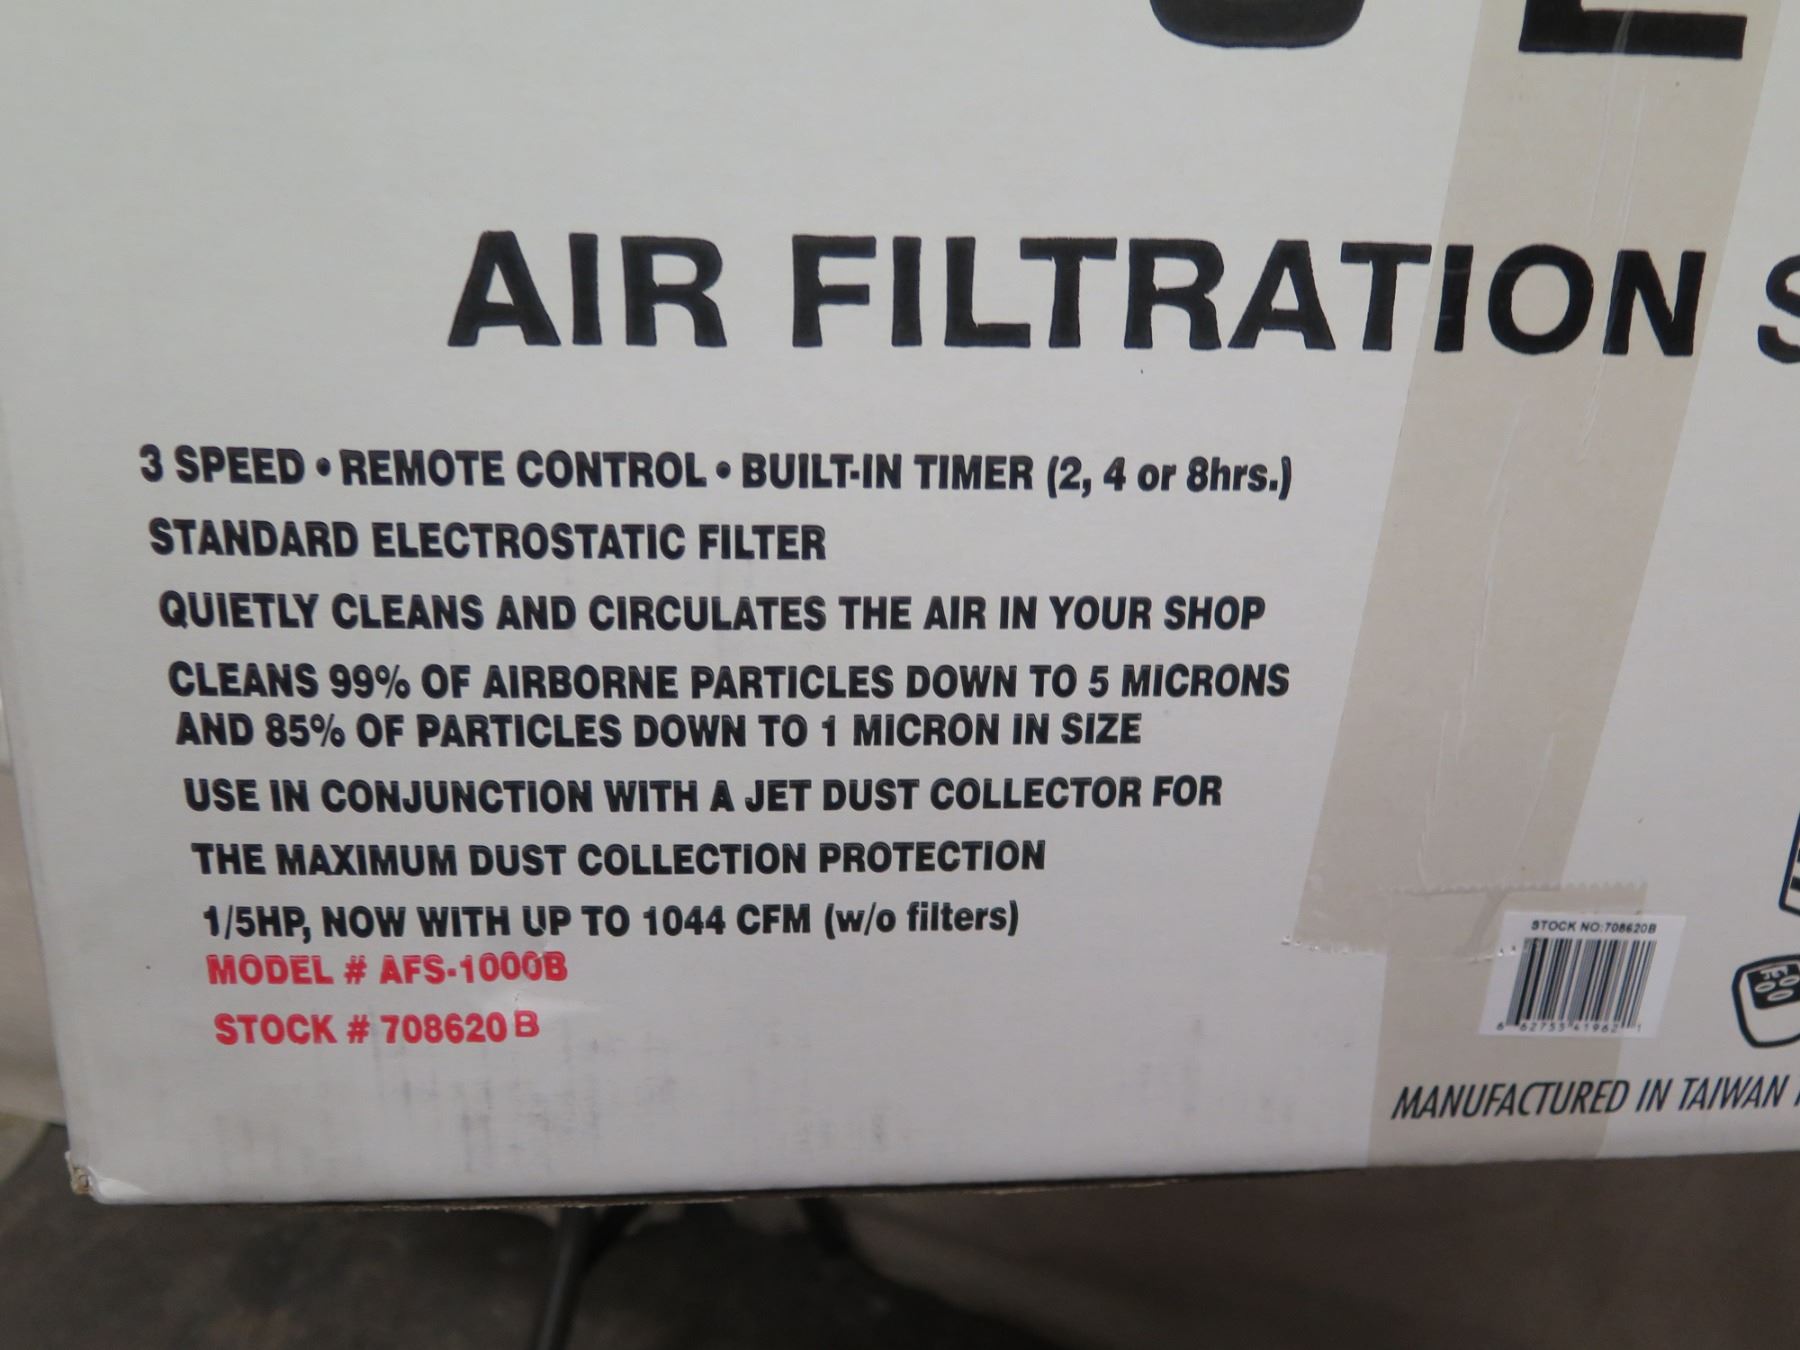 AIR FILTRATION S
3 SPEED • REMOTE CONTROL • BUILT-IN TIMER (2, 4 or 8hrs.)
STANDARD ELECTROSTATIC FILTER
QUIETLY CLEANS AND CIRCULATES THE AIR IN YOUR SHOP
CLEANS 99% OF AIRBORNE PARTICLES DOWN TO 5 MICRONS
AND 85% OF PARTICLES DOWN TO 1 MICRON IN SIZE
USE IN CONJUNCTION WITH A JET DUST COLLECTOR FOR
THE MAXIMUM DUST COLLECTION PROTECTION
1/5HP, NOW WITH UP TO 1044 CFM (w/o filters)
MODEL # AFS-1000B
STOCK # 708620 B
STOCK NO:708620B
6 62755 41962 1
MANUFACTURED IN TAIWAN